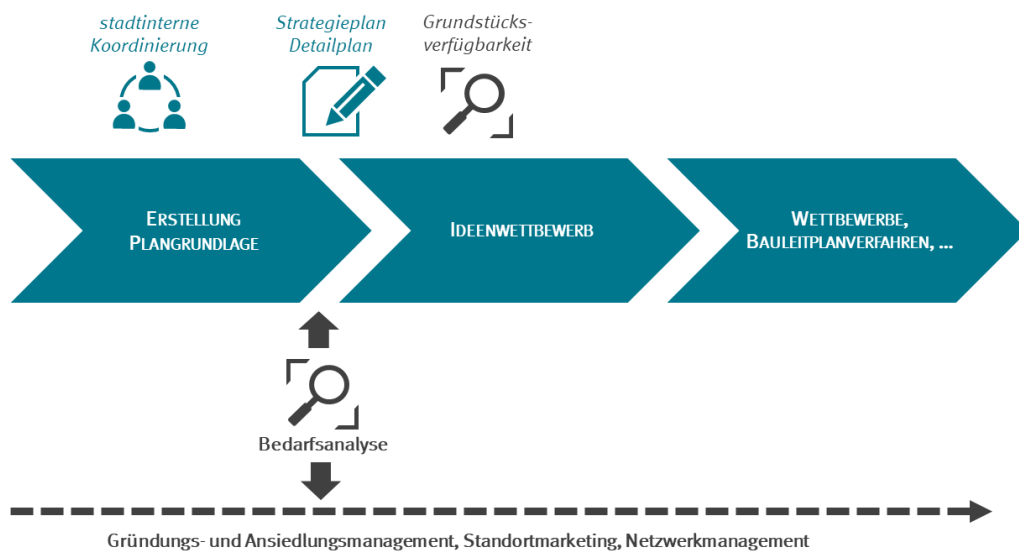 stadtinterne
Koordinierung
Strategieplan
Detailplan
Grundstücks-
verfügbarkeit
ERSTELLUNG
PLANGRUNDLAGE
IDEENWETTBEWERB
WETTBEWERBE,
BAULEITPLANVERFAHREN, ...
Bedarfsanalyse
Gründungs- und Ansiedlungsmanagement, Standortmarketing, Netzwerkmanagement